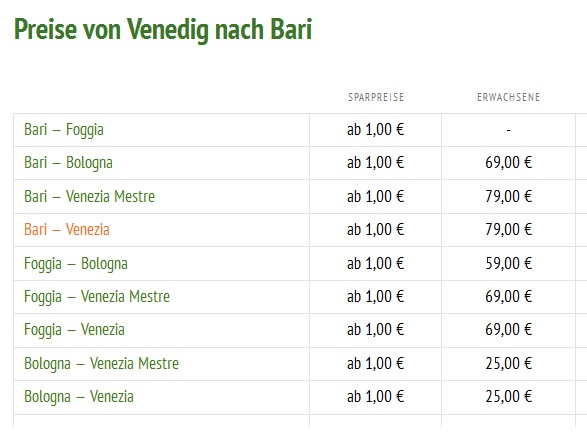 Preise von Venedig nach Bari
SPARPREISE ERWACHSENE
Bari – Foggia ab 1,00 € -
Bari – Bologna ab 1,00 € 69,00 €
Bari – Venezia Mestre ab 1,00 € 79,00 €
Bari – Venezia ab 1,00 € 79,00 €
Foggia – Bologna ab 1,00 € 59,00 €
Foggia – Venezia Mestre ab 1,00 € 69,00 €
Foggia – Venezia ab 1,00 € 69,00 €
Bologna – Venezia Mestre ab 1,00 € 25,00 €
Bologna – Venezia ab 1,00 € 25,00 €